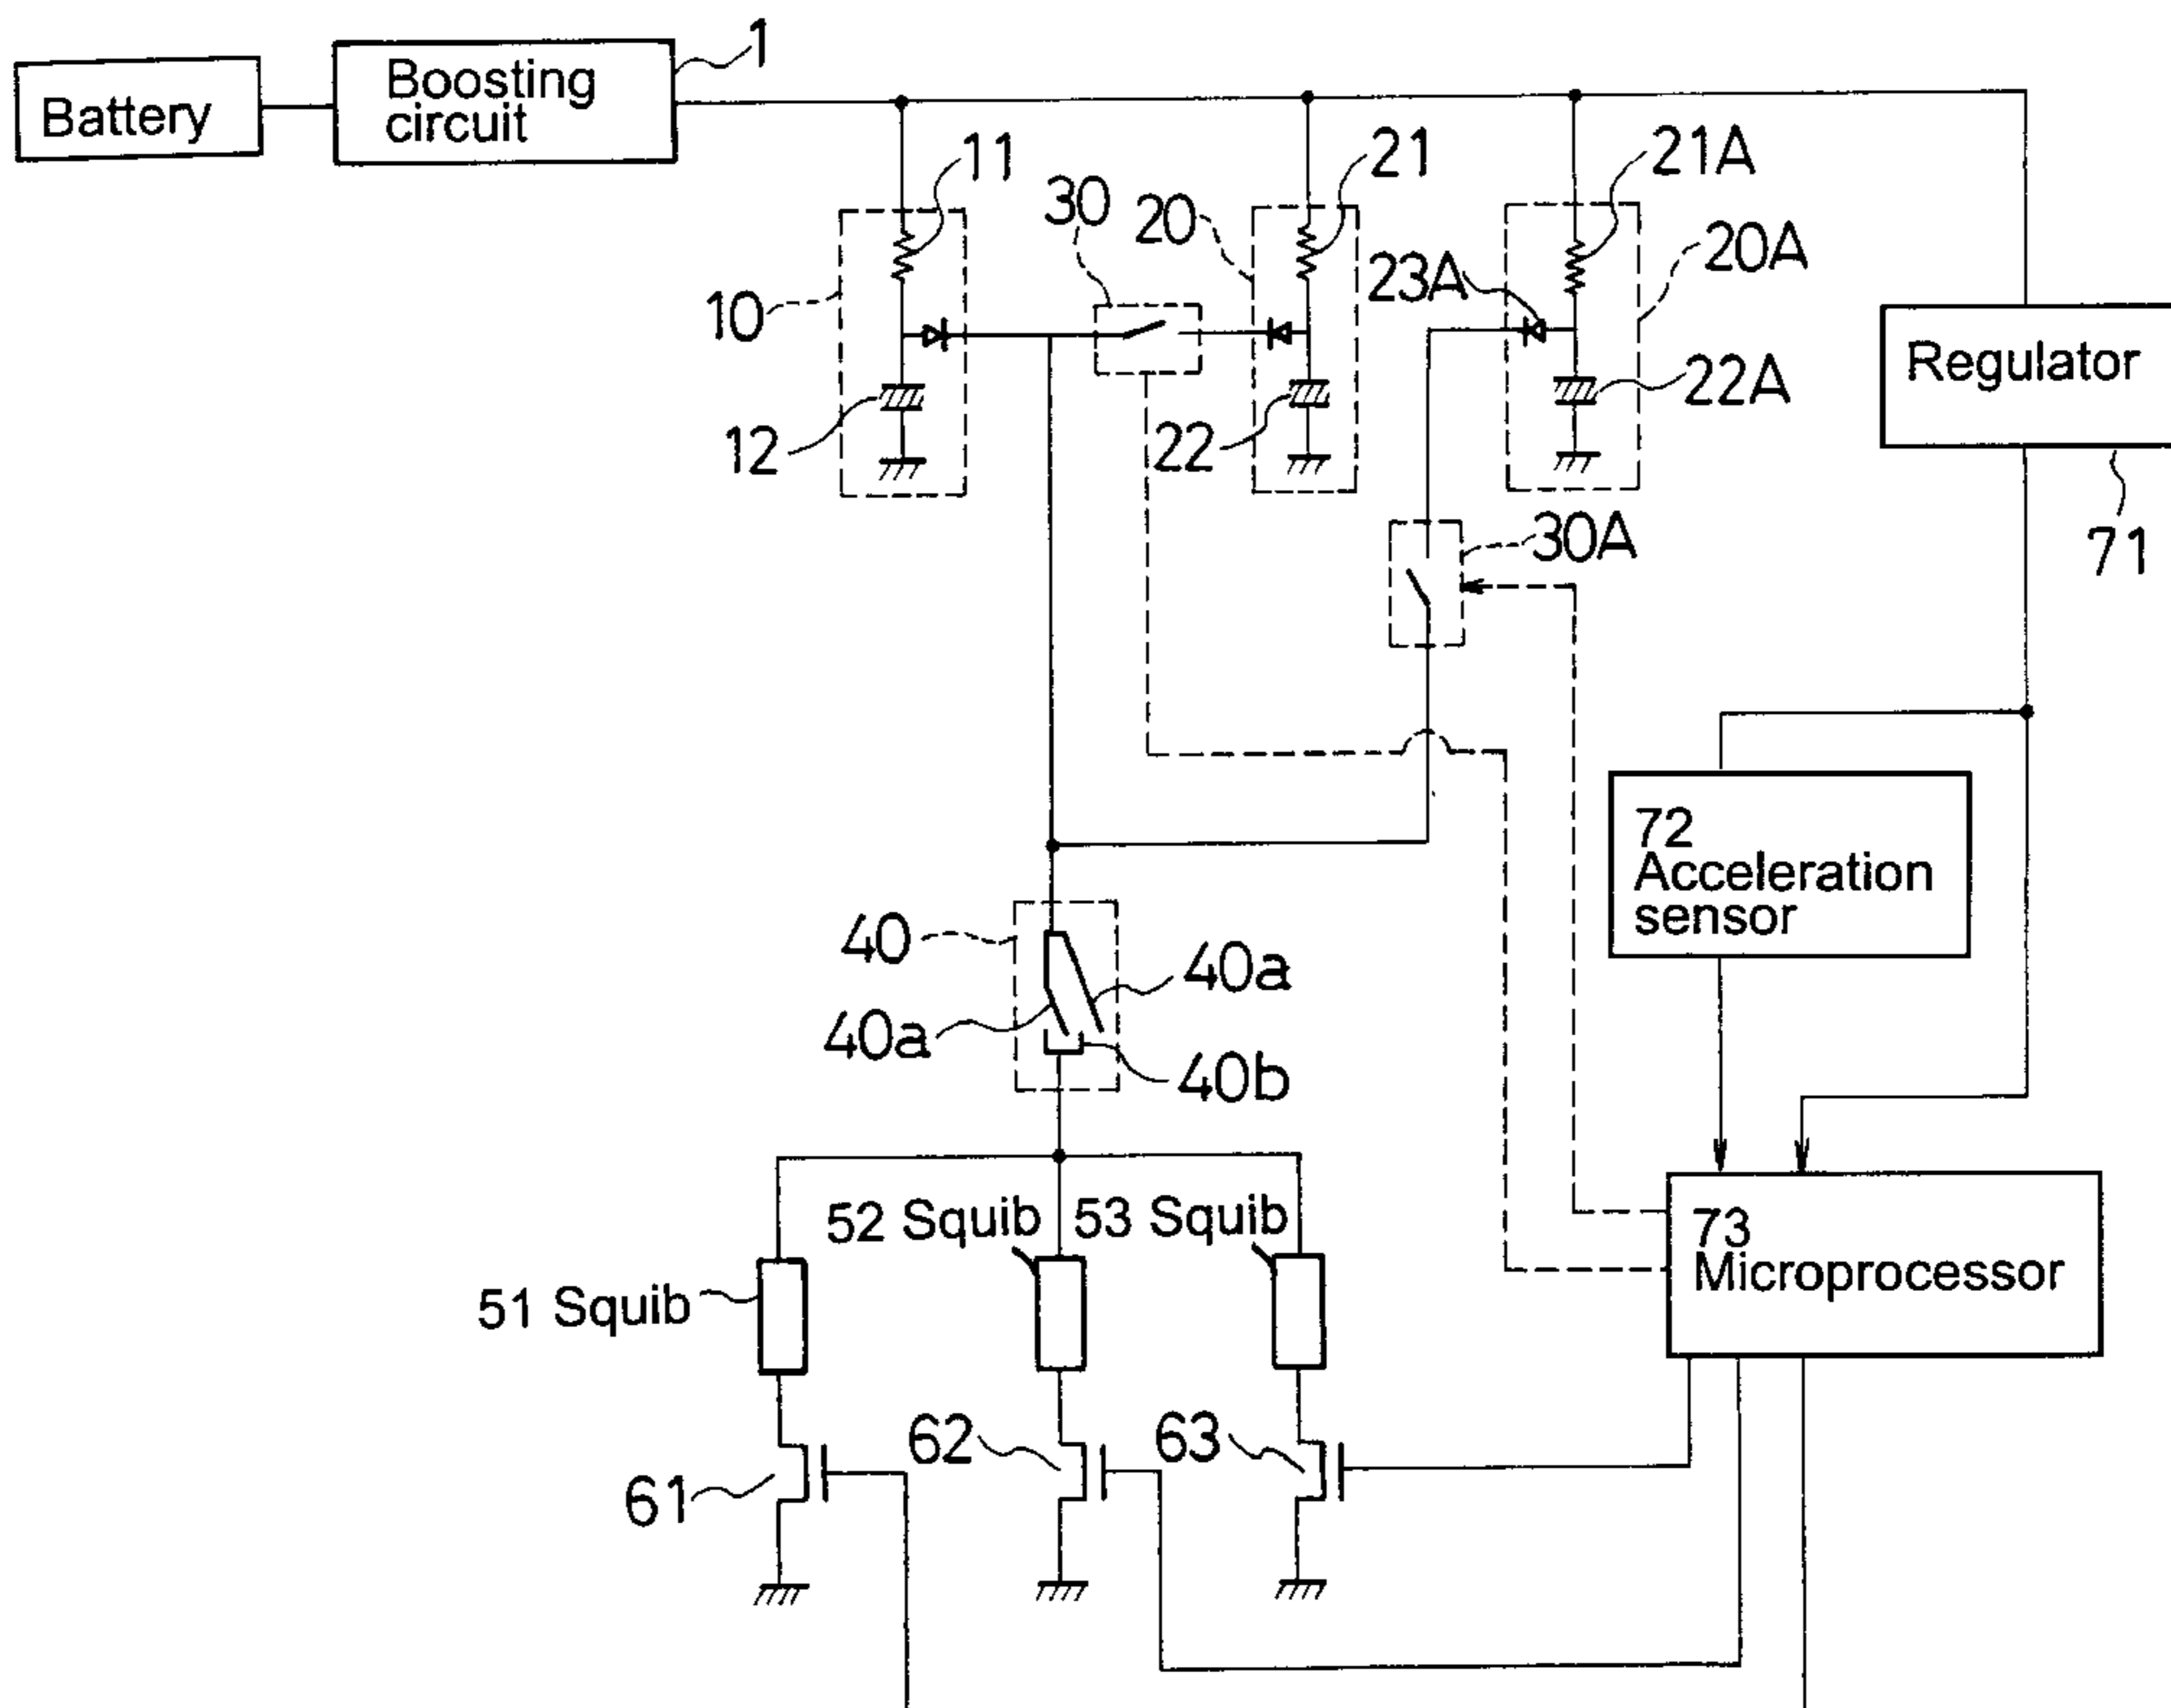 1
Battery
Boosting
circuit
11
21
21A
30
20
20A
23A
10
Regulator
22A
12
22
30A
71
72
Acceleration
sensor
40
40a
40a
40b
52 Squib
53 Squib
73
Microprocessor
51 Squib
62
63
61